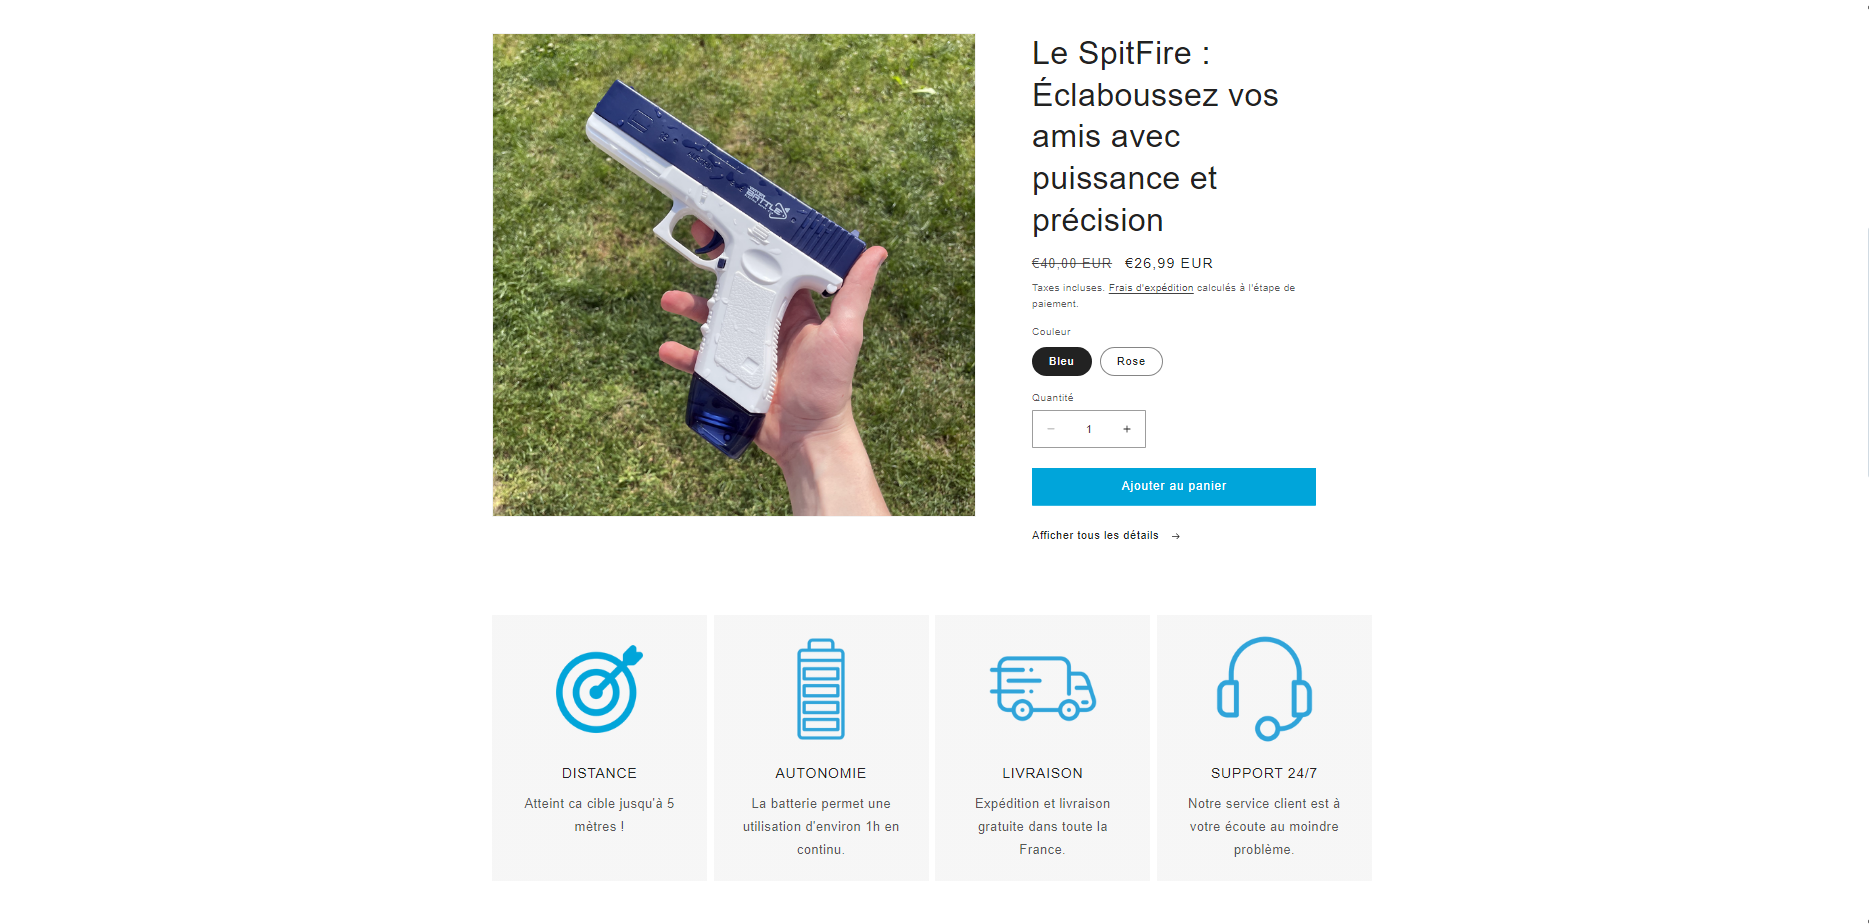 Le SpitFire :
Éclaboussez vos
amis avec
puissance et
précision
€40,00 EUR €26,99 EUR
Taxes incluses. Frais d'expédition calculés à l'étape de
paiement.
Couleur
Bleu Rose
Quantité
− 1 +
Ajouter au panier
Afficher tous les détails →
BATTLE
DISTANCE
Atteint ca cible jusqu'à 5
mètres !
AUTONOMIE
La batterie permet une
utilisation d'environ 1h en
continu.
LIVRAISON
Expédition et livraison
gratuite dans toute la
France.
SUPPORT 24/7
Notre service client est à
votre écoute au moindre
problème.